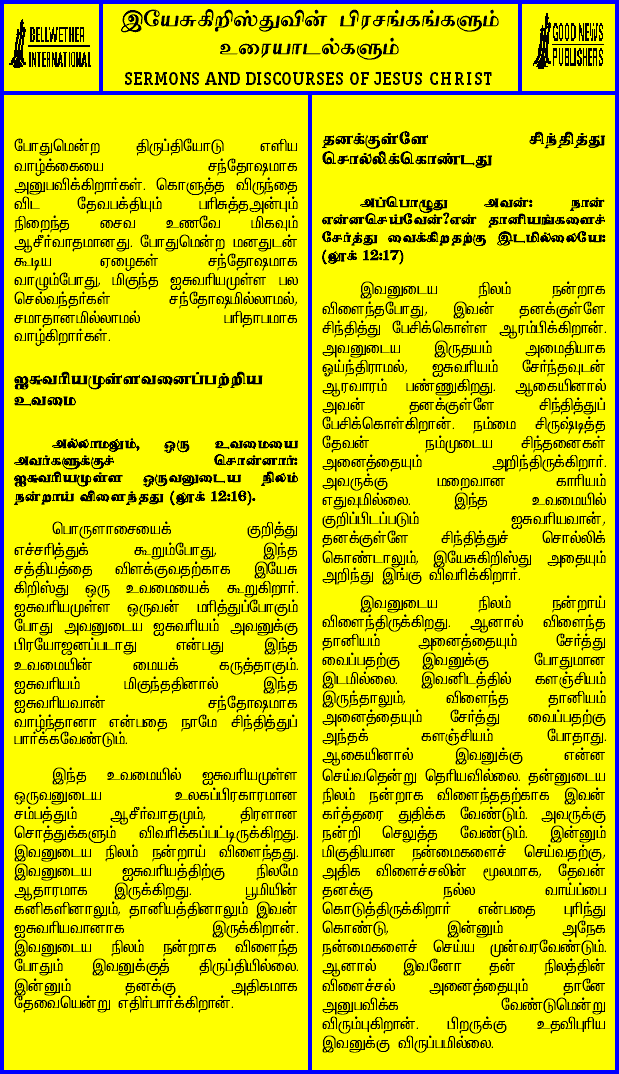 BELLWETHER
INTERNATIONAL
இயேசுகிறிஸ்துவின் பிரசங்கங்களும்
உரையாடல்களும்
SERMONS AND DISCOURSES OF JESUS CHRIST
GOOD NEWS
PUBLISHERS
போதுமென்ற திருப்தியோடு எளிய
வாழ்க்கையை சந்தோஷமாக
அனுபவிக்கிறார்கள். கொளுத்த விருந்தை
விட தேவபக்தியும் பரிசுத்தஅன்பும்
நிறைந்த சைவ உணவே மிகவும்
ஆசீர்வாதமானது. போதுமென்ற மனதுடன்
கூடிய ஏழைகள் சந்தோஷமாக
வாழும்போது, மிகுந்த ஐசுவரியமுள்ள பல
செல்வந்தர்கள் சந்தோஷமில்லாமல்,
சமாதானமில்லாமல் பரிதாபமாக
வாழ்கிறார்கள்.
ஐசுவரியமுள்ளவனைப்பற்றிய
உவமை
அல்லாமலும், ஒரு உவமையை
அவர்களுக்குச் சொன்னார்:
ஐசுவரியமுள்ள ஒருவனுடைய நிலம்
நன்றாய் விளைந்தது (லூக் 12:16).
பொருளாசையைக் குறித்து
எச்சரித்துக் கூறும்போது, இந்த
சத்தியத்தை விளக்குவதற்காக இயேசு
கிறிஸ்து ஒரு உவமையைக் கூறுகிறார்.
ஐசுவரியமுள்ள ஒருவன் மரித்துப்போகும்
போது அவனுடைய ஐசுவரியம் அவனுக்கு
பிரயோஜனப்படாது என்பது இந்த
உவமையின் மையக் கருத்தாகும்.
ஐசுவரியம் மிகுந்ததினால் இந்த
ஐசுவரியவான் சந்தோஷமாக
வாழ்ந்தானா என்பதை நாமே சிந்தித்துப்
பார்க்கவேண்டும்.
இந்த உவமையில் ஐசுவரியமுள்ள
ஒருவனுடைய உலகப்பிரகாரமான
சம்பத்தும் ஆசீர்வாதமும், திரளான
சொத்துக்களும் விவரிக்கப்பட்டிருக்கிறது.
இவனுடைய நிலம் நன்றாய் விளைந்தது.
இவனுடைய ஐசுவரியத்திற்கு நிலமே
ஆதாரமாக இருக்கிறது. பூமியின்
கனிகளினாலும், தானியத்தினாலும் இவன்
ஐசுவரியவானாக இருக்கிறான்.
இவனுடைய நிலம் நன்றாக விளைந்த
போதும் இவனுக்குத் திருப்தியில்லை.
இன்னும் தனக்கு அதிகமாக
தேவையென்று எதிர்பார்க்கிறான்.
தனக்குள்ளே சிந்தித்து
சொல்லிக்கொண்டது
அப்பொழுது அவன்: நான்
என்னசெய்வேன்?என் தானியங்களைச்
சேர்த்து வைக்கிறதற்கு இடமில்லையே:
(லூக் 12:17)
இவனுடைய நிலம் நன்றாக
விளைந்தபோது, இவன் தனக்குள்ளே
சிந்தித்து பேசிக்கொள்ள ஆரம்பிக்கிறான்.
அவனுடைய இருதயம் அமைதியாக
ஓய்ந்திராமல், ஐசுவரியம் சேர்ந்தவுடன்
ஆரவாரம் பண்ணுகிறது. ஆகையினால்
அவன் தனக்குள்ளே சிந்தித்துப்
பேசிக்கொள்கிறான். நம்மை சிருஷ்டித்த
தேவன் நம்முடைய சிந்தனைகள்
அனைத்தையும் அறிந்திருக்கிறார்.
அவருக்கு மறைவான காரியம்
எதுவுமில்லை. இந்த உவமையில்
குறிப்பிடப்படும் ஐசுவரியவான்,
தனக்குள்ளே சிந்தித்துச் சொல்லிக்
கொண்டாலும், இயேசுகிறிஸ்து அதையும்
அறிந்து இங்கு விவரிக்கிறார்.
இவனுடைய நிலம் நன்றாய்
விளைந்திருக்கிறது. ஆனால் விளைந்த
தானியம் அனைத்தையும் சேர்த்து
வைப்பதற்கு இவனுக்கு போதுமான
இடமில்லை. இவனிடத்தில் களஞ்சியம்
இருந்தாலும், விளைந்த தானியம்
அனைத்தையும் சேர்த்து வைப்பதற்கு
அந்தக் களஞ்சியம் போதாது.
ஆகையினால் இவனுக்கு என்ன
செய்வதென்று தெரியவில்லை. தன்னுடைய
நிலம் நன்றாக விளைந்ததற்காக இவன்
கர்த்தரை துதிக்க வேண்டும். அவருக்கு
நன்றி செலுத்த வேண்டும். இன்னும்
மிகுதியான நன்மைகளைச் செய்வதற்கு,
அதிக விளைச்சலின் மூலமாக, தேவன்
தனக்கு நல்ல வாய்ப்பை
கொடுத்திருக்கிறார் என்பதை புரிந்து
கொண்டு, இன்னும் அநேக
நன்மைகளைச் செய்ய முன்வரவேண்டும்.
ஆனால் இவனோ தன் நிலத்தின்
விளைச்சல் அனைத்தையும் தானே
அனுபவிக்க வேண்டுமென்று
விரும்புகிறான். பிறருக்கு உதவிபுரிய
இவனுக்கு விருப்பமில்லை.